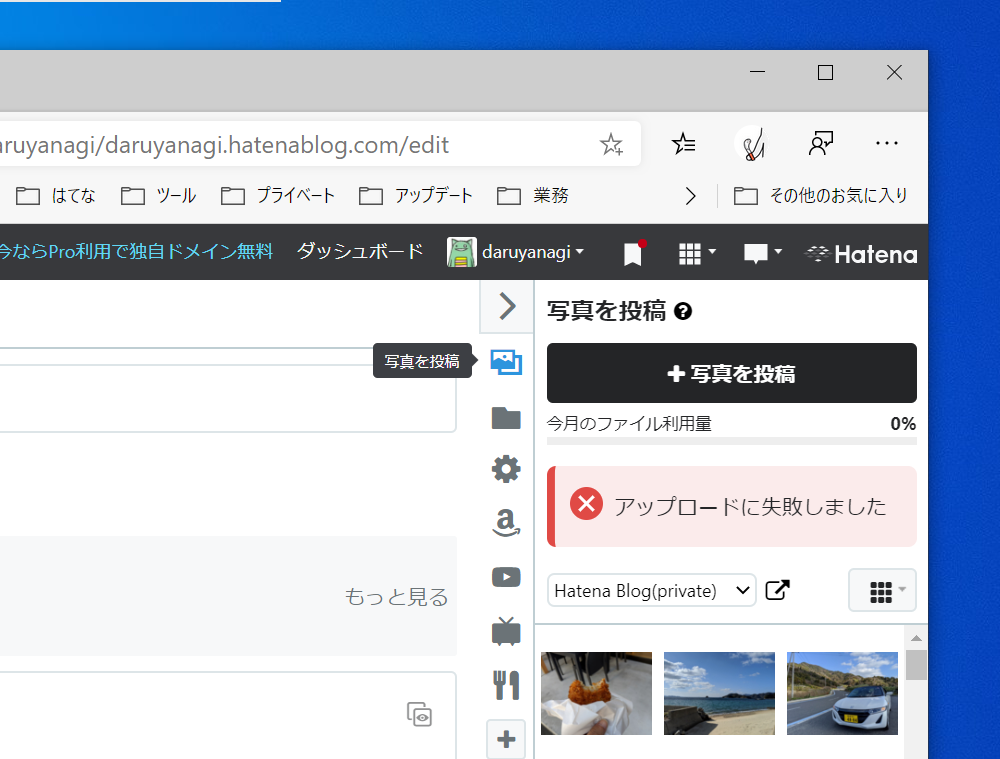 ruyanagi/daruyanagi.hatenablog.com/edit
はてな ツール プライベート アップデート 業務 その他のお気に入り
今ならPro利用で独自ドメイン無料 ダッシュボード daruyanagi Hatena
写真を投稿 ?
写真を投稿
+写真を投稿
今月のファイル利用量 0%
アップロードに失敗しました
Hatena Blog(private)
もっと見る